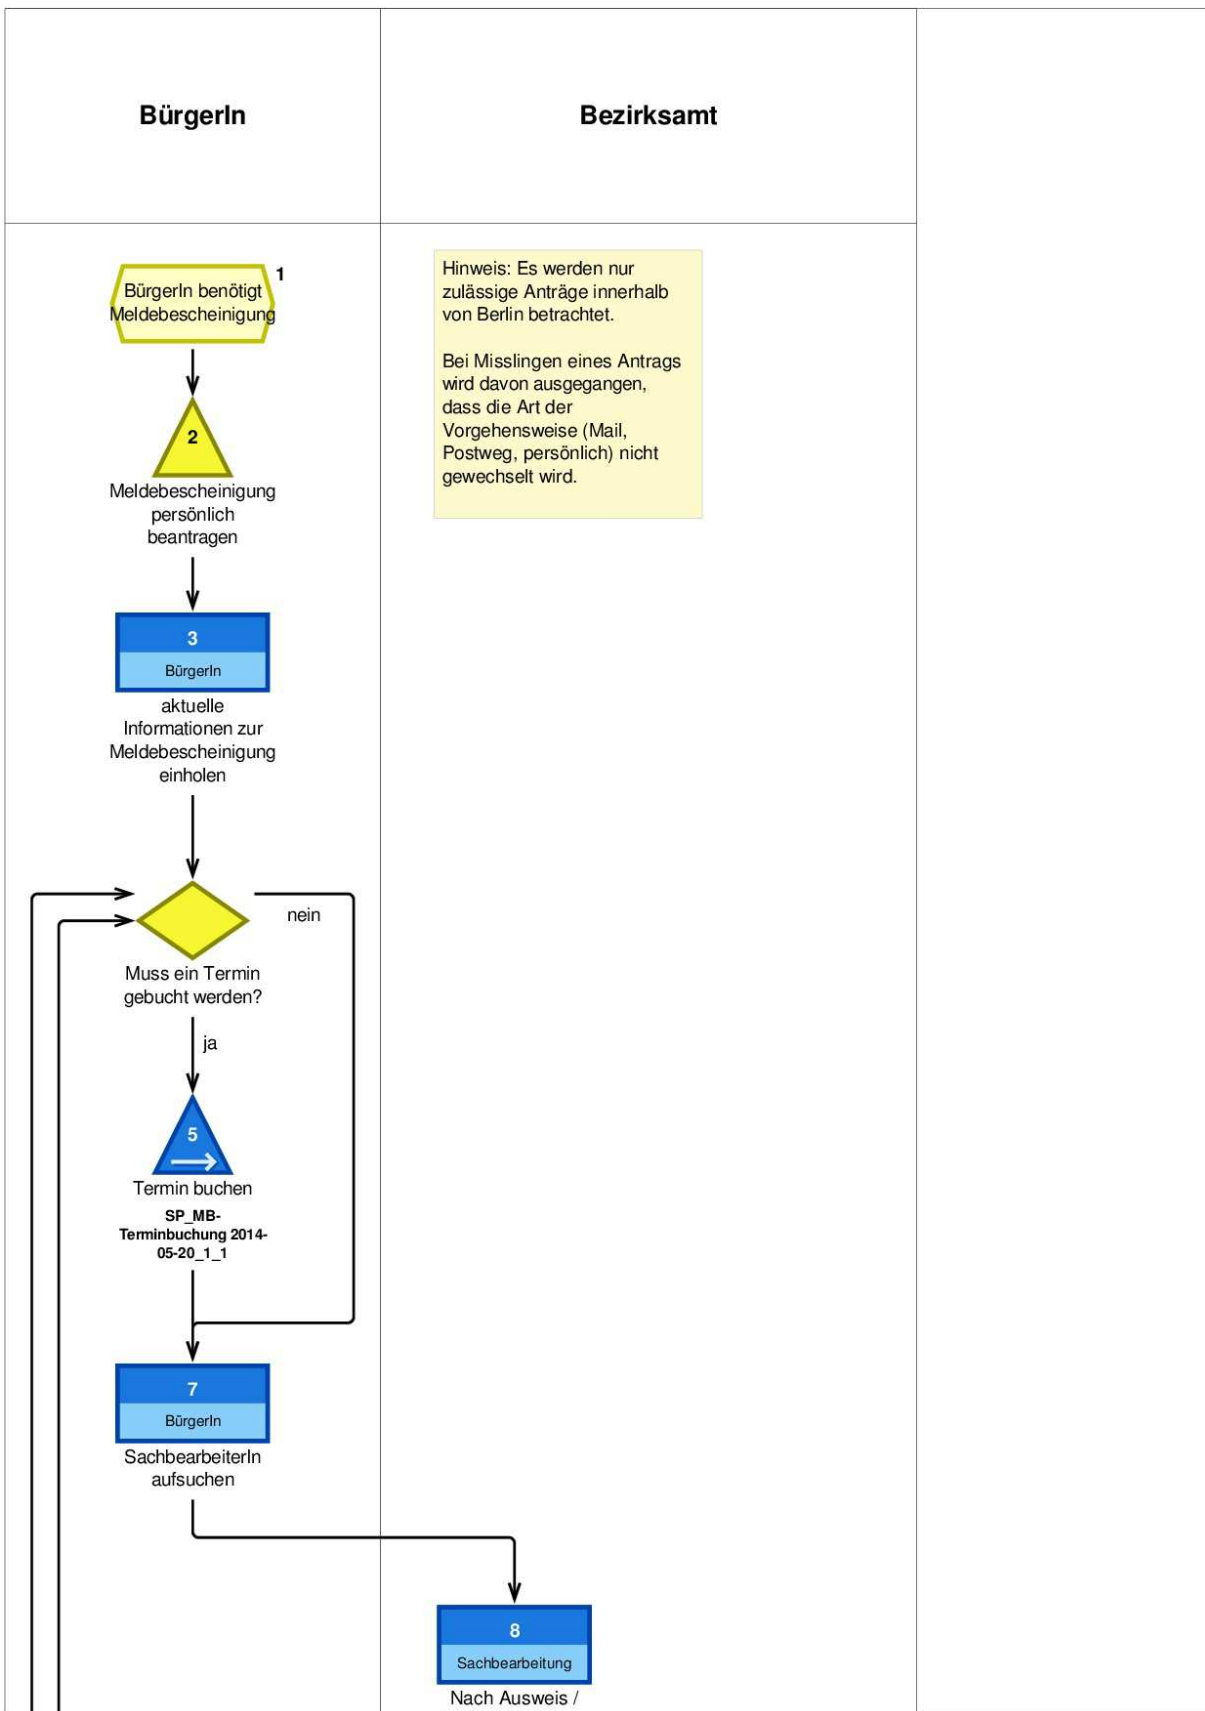 BürgerIn
Bezirksamt
1
BürgerIn benötigt
Meldebescheinigung
Hinweis: Es werden nur
zulässige Anträge innerhalb
von Berlin betrachtet.
Bei Misslingen eines Antrags
wird davon ausgegangen,
dass die Art der
Vorgehensweise (Mail,
Postweg, persönlich) nicht
gewechselt wird.
2
Meldebescheinigung
persönlich
beantragen
3
BürgerIn
aktuelle
Informationen zur
Meldebescheinigung
einholen
nein
Muss ein Termin
gebucht werden?
ja
5
Termin buchen
SP_MB-
Terminbuchung 2014-
05-20_1_1
7
BürgerIn
SachbearbeiterIn
aufsuchen
8
Sachbearbeitung
Nach Ausweis /